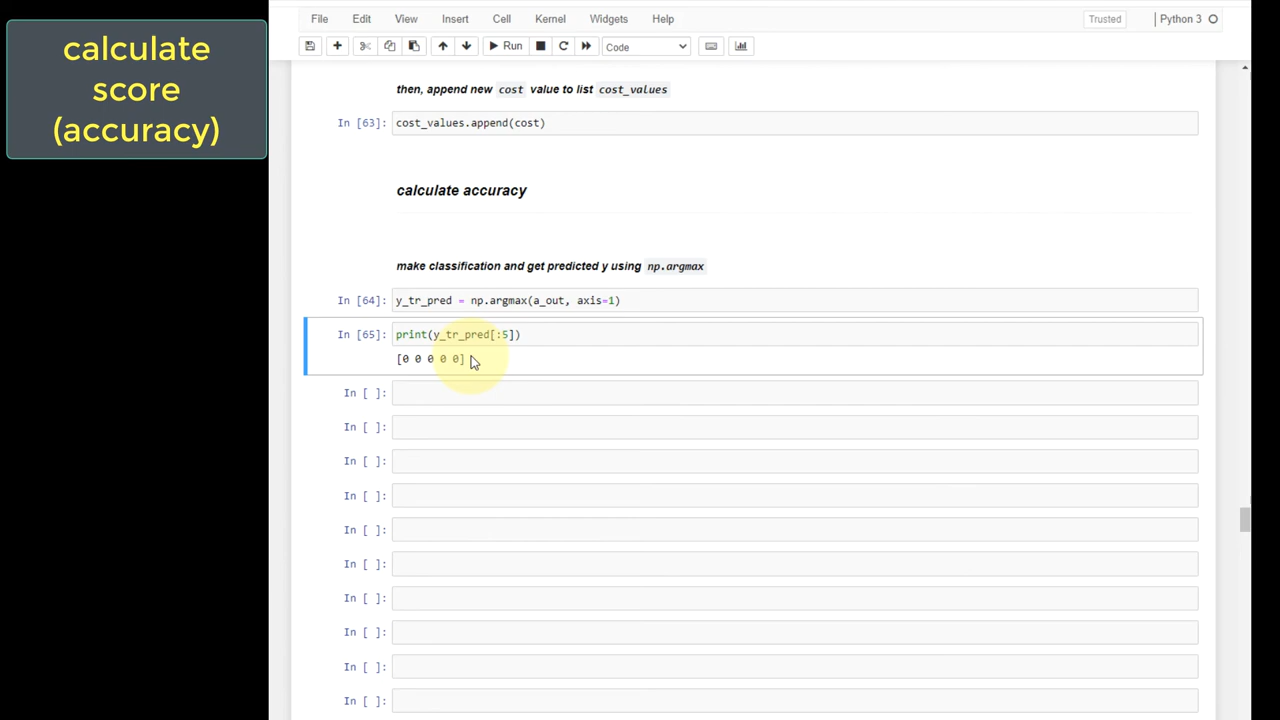 calculate
score
(accuracy)
File Edit View Insert Cell Kernel Widgets Help Trusted Python 3
Run Code
then, append new cost value to list cost_values
In [63]: cost_values.append(cost)
calculate accuracy
make classification and get predicted y using np.argmax
In [64]: y_tr_pred = np.argmax(a_out, axis=1)
In [65]: print(y_tr_pred[:5])
[0 0 0 0 0]
In [ ]:
In [ ]:
In [ ]:
In [ ]:
In [ ]:
In [ ]:
In [ ]:
In [ ]:
In [ ]:
In [ ]: